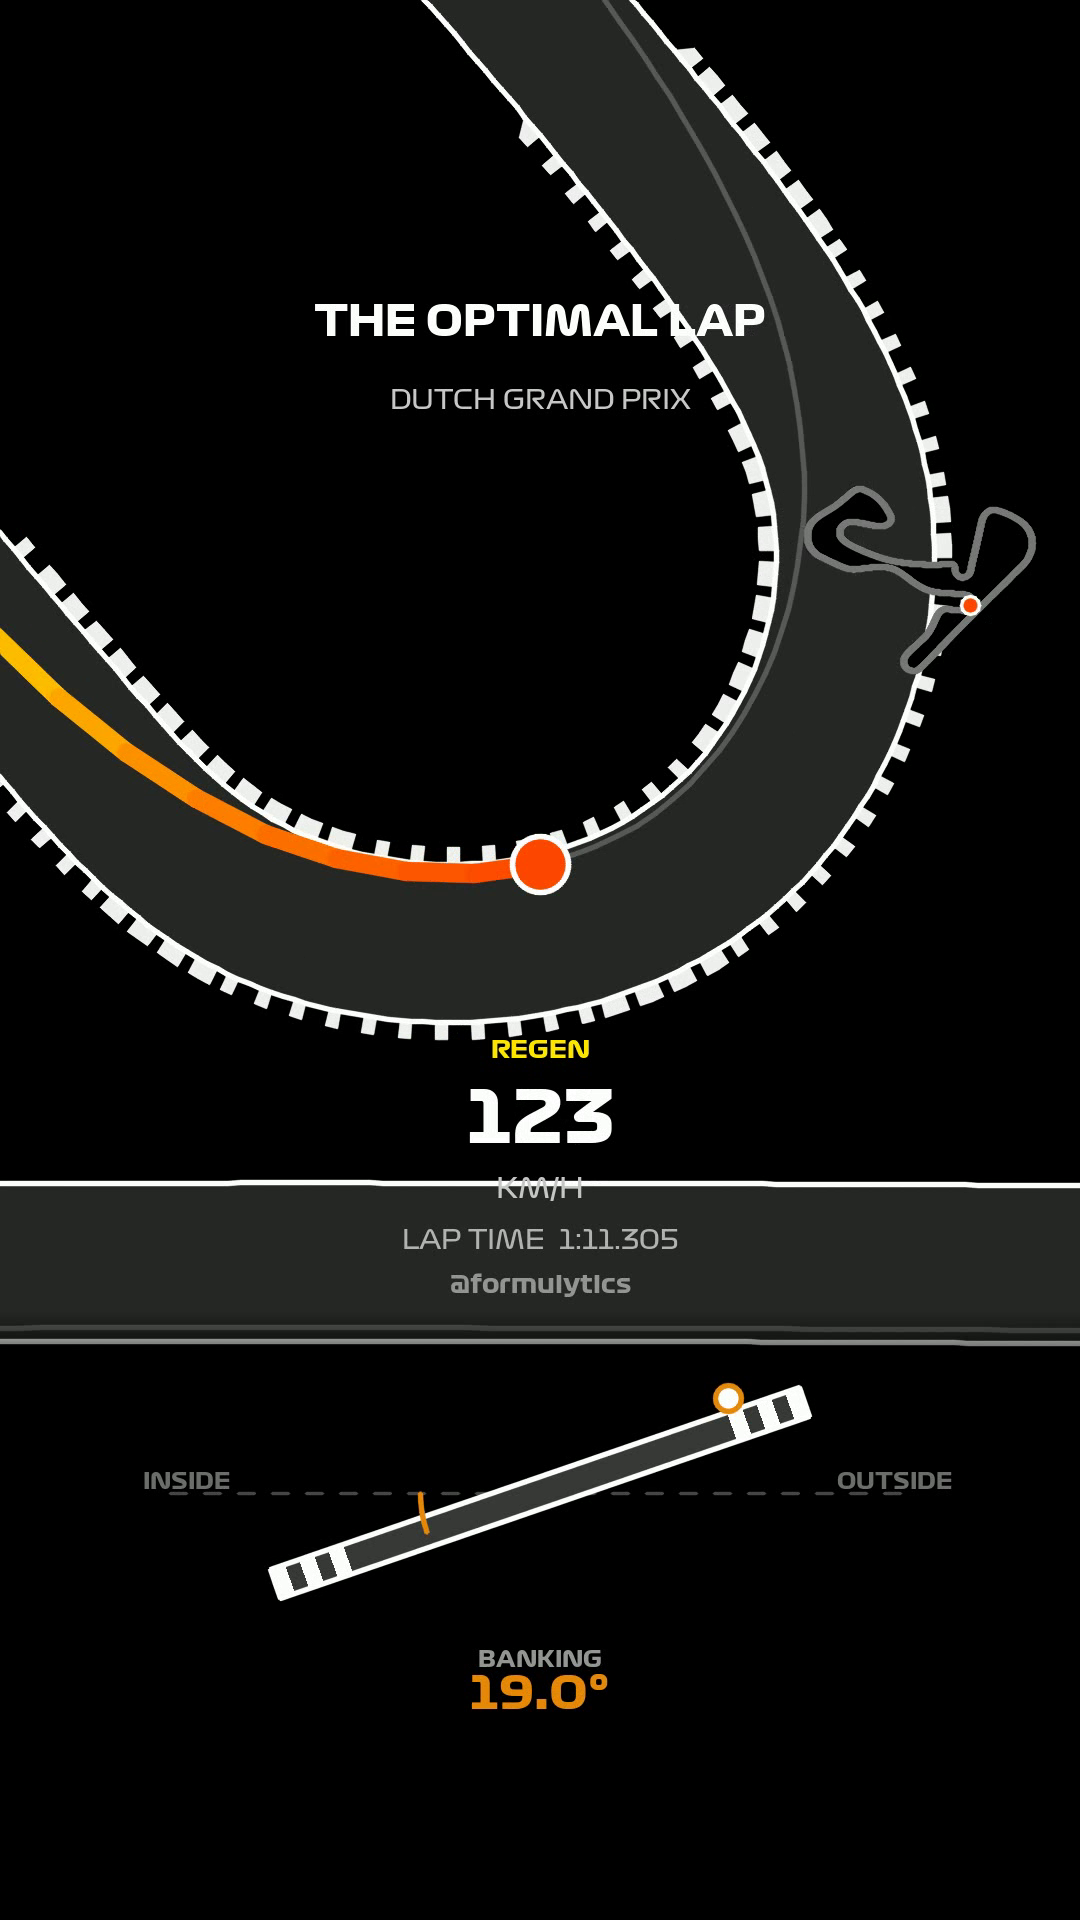 THE OPTIMAL LAP
DUTCH GRAND PRIX
REGEN
123
KM/H
LAP TIME 1:11.305
@formulytics
INSIDE
OUTSIDE
BANKING
19.0°